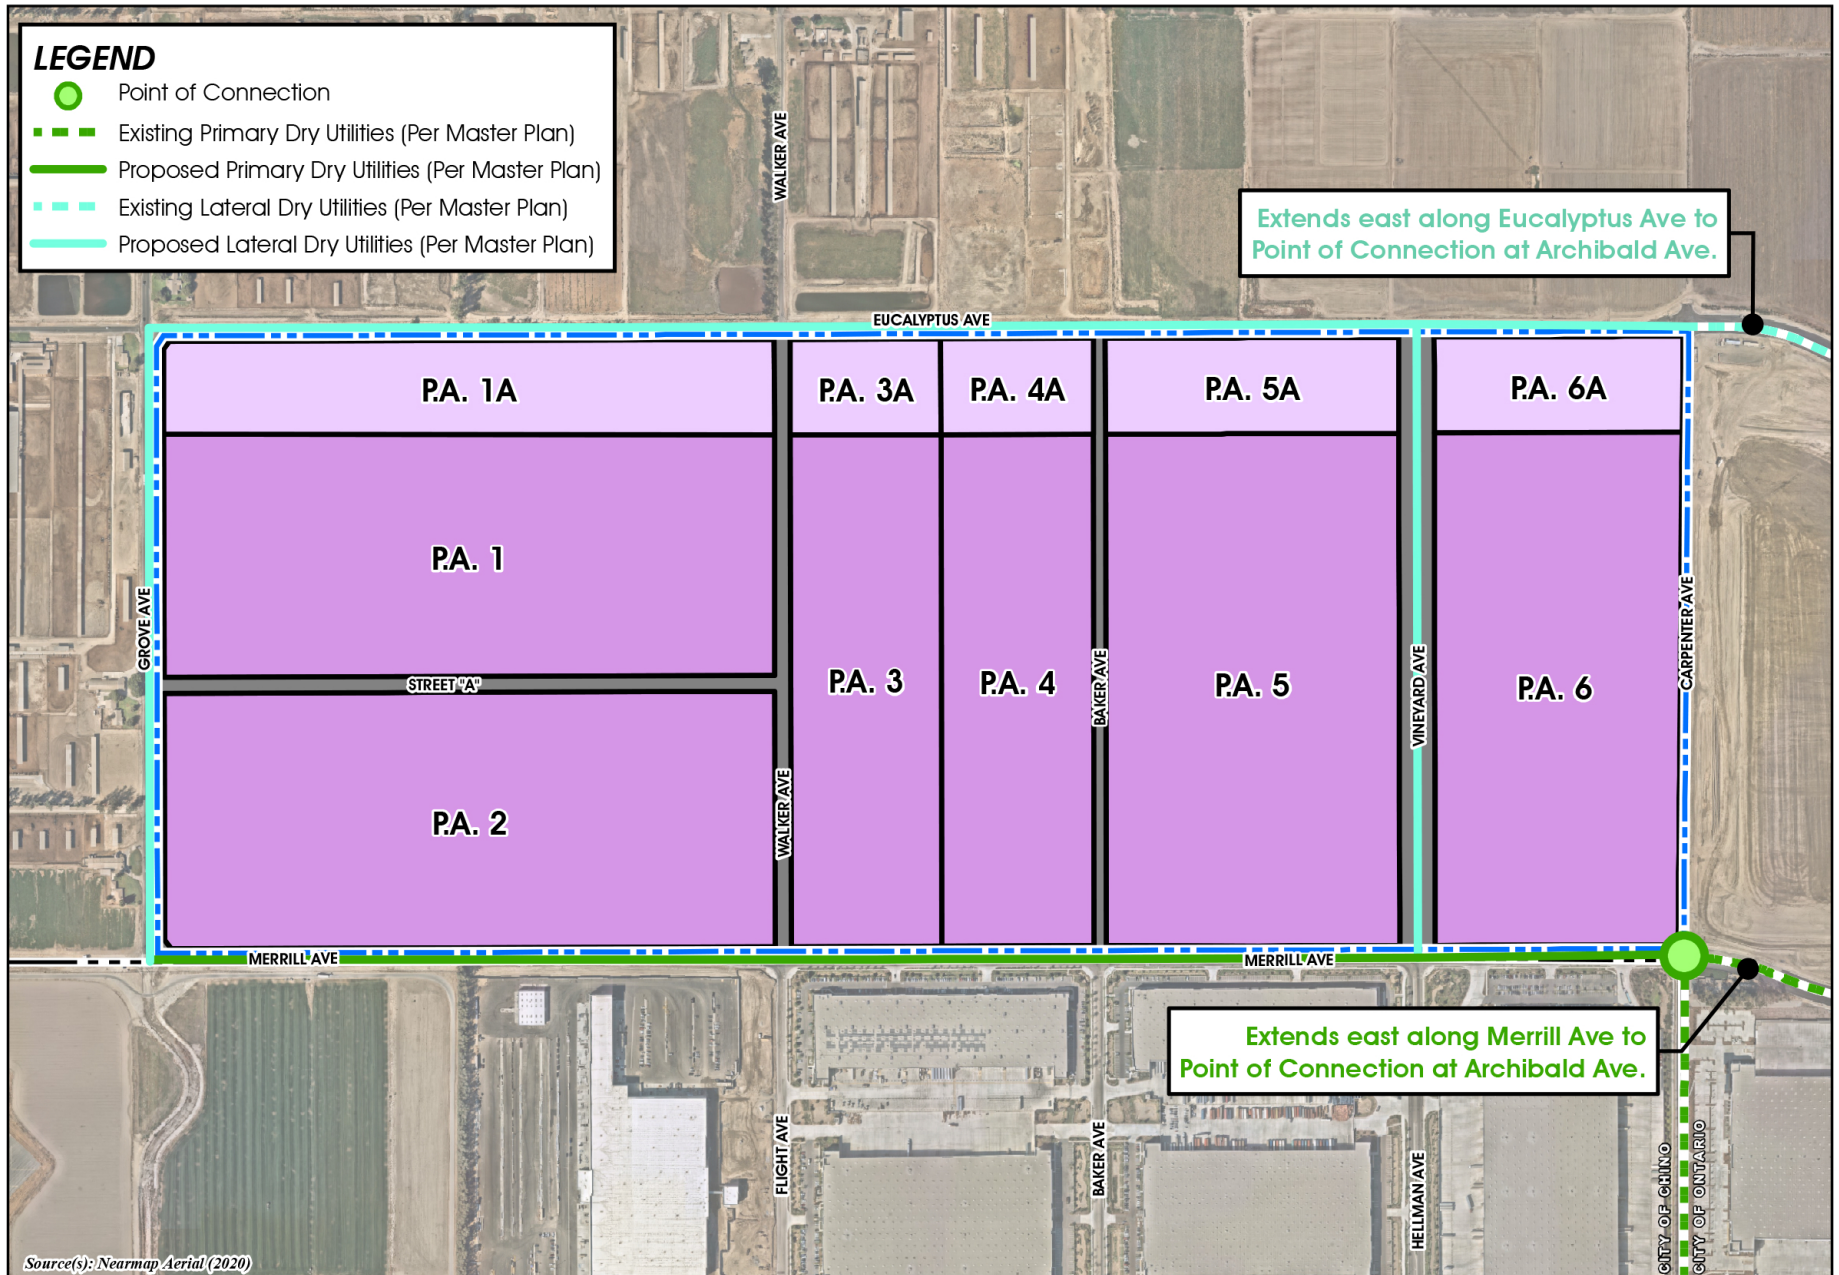 LEGEND
Point of Connection
Existing Primary Dry Utilities (Per Master Plan)
Proposed Primary Dry Utilities (Per Master Plan)
Existing Lateral Dry Utilities (Per Master Plan)
Proposed Lateral Dry Utilities (Per Master Plan)
WALKER AVE
Extends east along Eucalyptus Ave to
Point of Connection at Archibald Ave.
EUCALYPTUS AVE
P.A. 1A
P.A. 3A
P.A. 4A
P.A. 5A
P.A. 6A
P.A. 1
GROVE AVE
STREET "A"
P.A. 3
P.A. 4
BAKER AVE
P.A. 5
VINEYARD AVE
P.A. 6
CARPENTER AVE
P.A. 2
WALKER AVE
MERRILL AVE
MERRILL AVE
Extends east along Merrill Ave to
Point of Connection at Archibald Ave.
FLIGHT AVE
BAKER AVE
HELLMAN AVE
CITY OF CHINO
CITY OF ONTARIO
Source(s): Nearmap Aerial (2020)